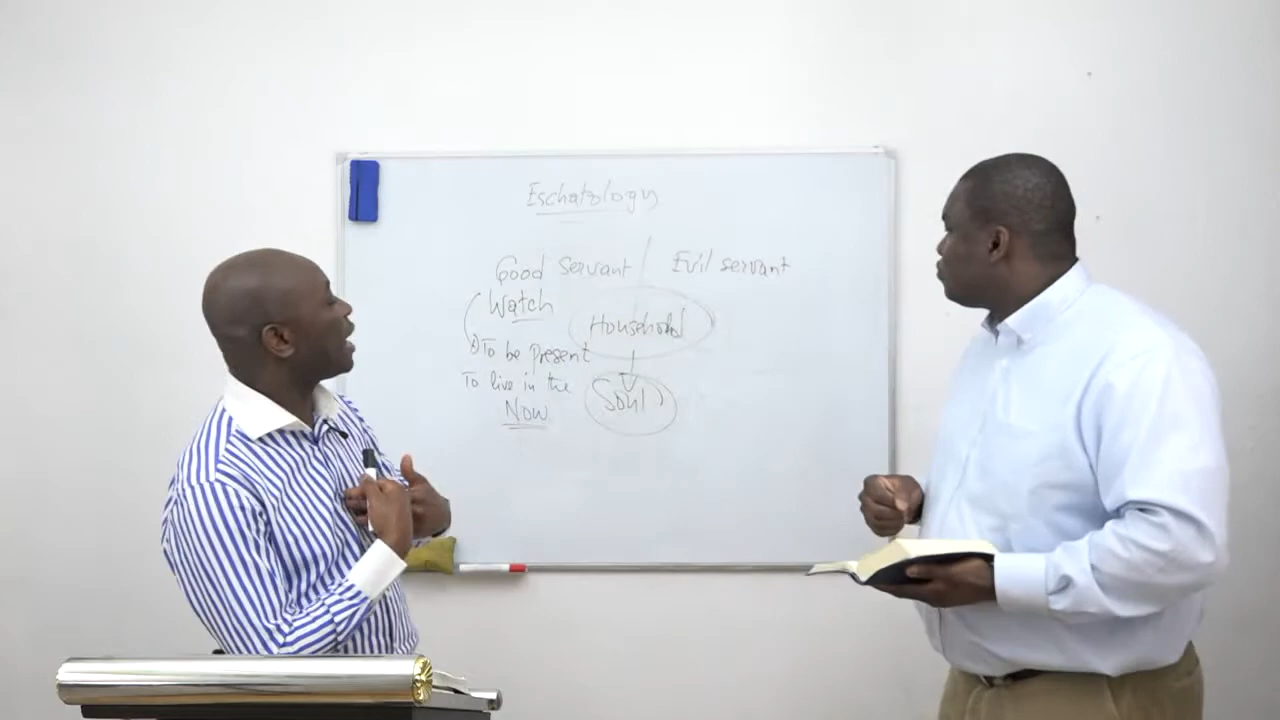 Eschatology
Good servant / Evil servant
Watch
Household
① To be present
To live in the
Soul
Now